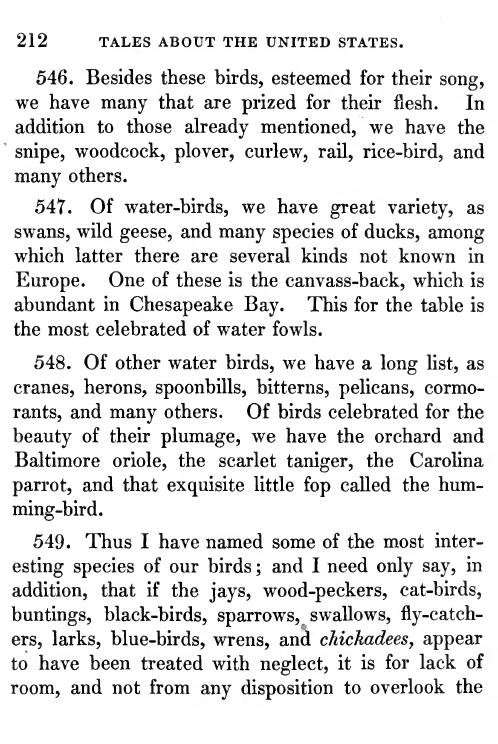 212 TALES ABOUT THE UNITED STATES.
546. Besides these birds, esteemed for their song,
we have many that are prized for their flesh. In
addition to those already mentioned, we have the
snipe, woodcock, plover, curlew, rail, rice-bird, and
many others.
547. Of water-birds, we have great variety, as
swans, wild geese, and many species of ducks, among
which latter there are several kinds not known in
Europe. One of these is the canvass-back, which is
abundant in Chesapeake Bay. This for the table is
the most celebrated of water fowls.
548. Of other water birds, we have a long list, as
cranes, herons, spoonbills, bitterns, pelicans, cormo-
rants, and many others. Of birds celebrated for the
beauty of their plumage, we have the orchard and
Baltimore oriole, the scarlet taniger, the Carolina
parrot, and that exquisite little fop called the hum-
ming-bird.
549. Thus I have named some of the most inter-
esting species of our birds; and I need only say, in
addition, that if the jays, wood-peckers, cat-birds,
buntings, black-birds, sparrows, swallows, fly-catch-
ers, larks, blue-birds, wrens, and chickadees, appear
to have been treated with neglect, it is for lack of
room, and not from any disposition to overlook the